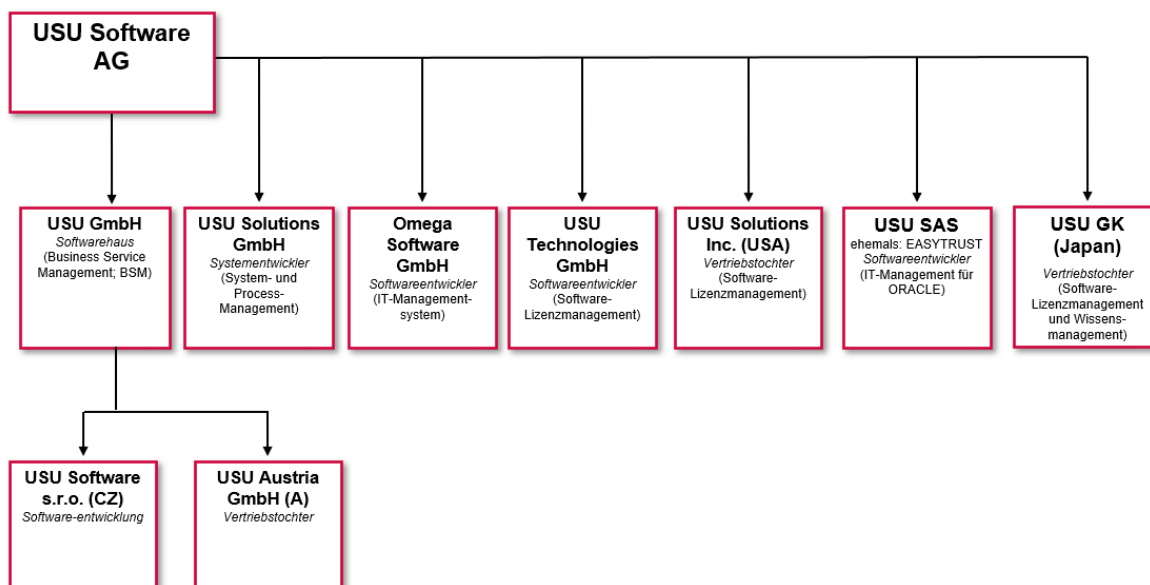 USU Software
AG
USU GmbH
Softwarehaus
(Business Service
Management; BSM)
USU Solutions
GmbH
Systementwickler
(System- und
Process-
Management)
Omega
Software
GmbH
Softwareentwickler
(IT-Management-
system)
USU
Technologies
GmbH
Softwareentwickler
(Software-
Lizenzmanagement)
USU Solutions
Inc. (USA)
Vertriebstochter
(Software-
Lizenzmanagement)
USU SAS
ehemals: EASYTRUST
Softwareentwickler
(IT-Management für
ORACLE)
USU GK
(Japan)
Vertriebstochter
(Software-
Lizenzmanagement
und Wissens-
management)
USU Software
s.r.o. (CZ)
Software-entwicklung
USU Austria
GmbH (A)
Vertriebstochter